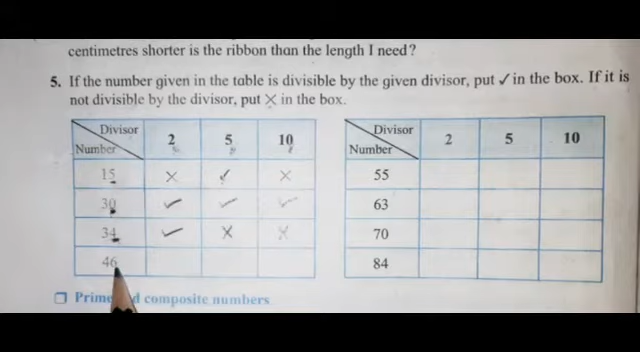 centimetres shorter is the ribbon than the length I need?
5. If the number given in the table is divisible by the given divisor, put ✓ in the box. If it is
not divisible by the divisor, put ✕ in the box.
Divisor 2 5 10
Number
15 ✕ ✓ ✕
30 ✓ ✓ ✓
34 ✓ ✕ ✕
46
Divisor 2 5 10
Number
55
63
70
84
Prime composite numbers